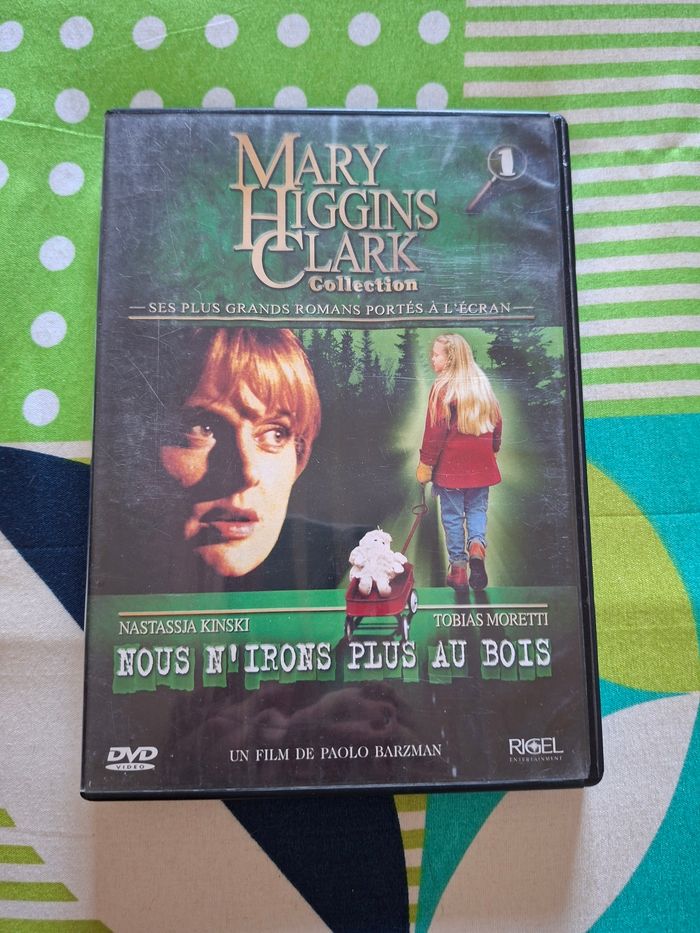 1
MARY
HIGGINS
CLARK
Collection
SES PLUS GRANDS ROMANS PORTÉS À L'ÉCRAN
NASTASSJA KINSKI
TOBIAS MORETTI
NOUS N'IRONS PLUS AU BOIS
DVD
VIDEO
UN FILM DE PAOLO BARZMAN
RIGEL
ENTERTAINMENT